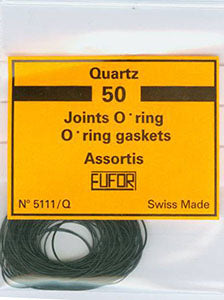 Quartz
50
Joints O°ring
O°ring gaskets
Assortis
EUFOR
N° 5111/Q Swiss Made